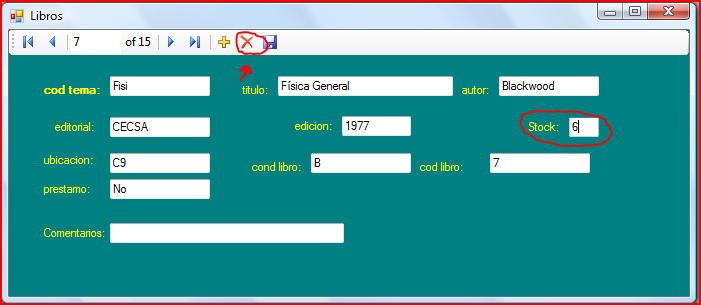 Libros
7 of 15
cod tema: Fisi titulo: Física General autor: Blackwood
editorial: CECSA edicion: 1977 Stock: 6
ubicacion: C9 cond libro: B cod libro: 7
prestamo: No
Comentarios: